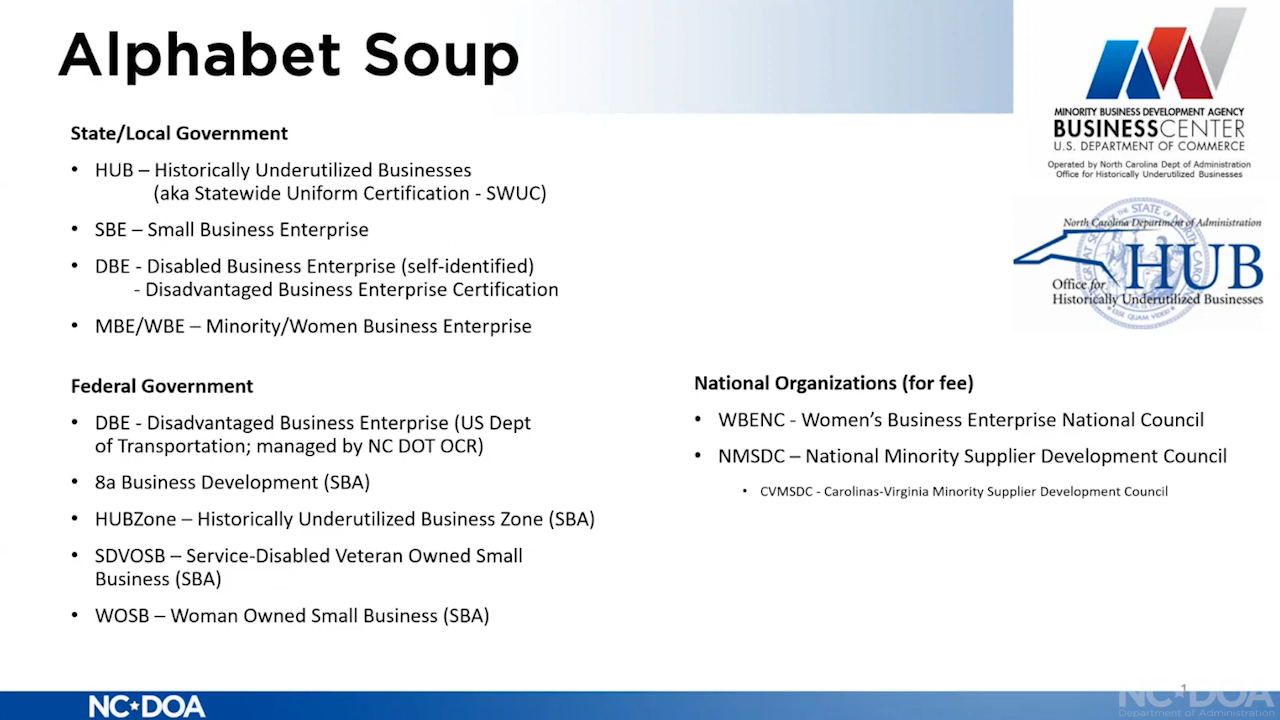 Alphabet Soup
State/Local Government
• HUB – Historically Underutilized Businesses
(aka Statewide Uniform Certification - SWUC)
• SBE – Small Business Enterprise
• DBE - Disabled Business Enterprise (self-identified)
- Disadvantaged Business Enterprise Certification
• MBE/WBE – Minority/Women Business Enterprise
Federal Government
• DBE - Disadvantaged Business Enterprise (US Dept
of Transportation; managed by NC DOT OCR)
• 8a Business Development (SBA)
• HUBZone – Historically Underutilized Business Zone (SBA)
• SDVOSB – Service-Disabled Veteran Owned Small
Business (SBA)
• WOSB – Woman Owned Small Business (SBA)
MINORITY BUSINESS DEVELOPMENT AGENCY
BUSINESSCENTER
U.S. DEPARTMENT OF COMMERCE
Operated by North Carolina Dept of Administration
Office for Historically Underutilized Businesses
North Carolina Department of Administration
HUB
Office for
Historically Underutilized Businesses
National Organizations (for fee)
• WBENC - Women’s Business Enterprise National Council
• NMSDC – National Minority Supplier Development Council
• CVMSDC - Carolinas-Virginia Minority Supplier Development Council
NC★DOA
1
NC★DOA
Department of Administration